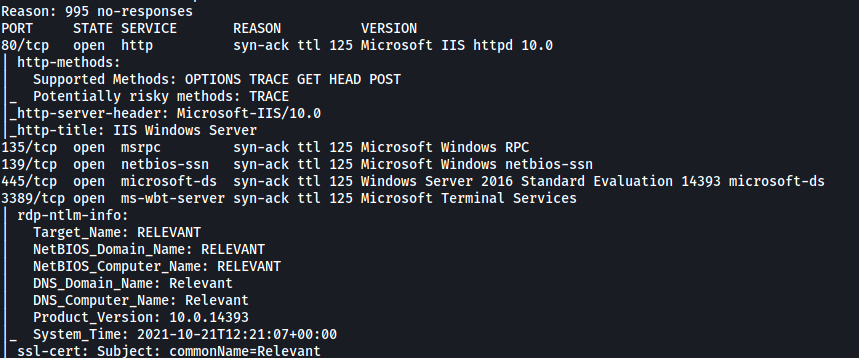 Reason: 995 no-responses
PORT     STATE SERVICE       REASON          VERSION
80/tcp   open  http          syn-ack ttl 125 Microsoft IIS httpd 10.0
| http-methods:
|   Supported Methods: OPTIONS TRACE GET HEAD POST
|_  Potentially risky methods: TRACE
|_http-server-header: Microsoft-IIS/10.0
|_http-title: IIS Windows Server
135/tcp  open  msrpc         syn-ack ttl 125 Microsoft Windows RPC
139/tcp  open  netbios-ssn   syn-ack ttl 125 Microsoft Windows netbios-ssn
445/tcp  open  microsoft-ds  syn-ack ttl 125 Windows Server 2016 Standard Evaluation 14393 microsoft-ds
3389/tcp open  ms-wbt-server syn-ack ttl 125 Microsoft Terminal Services
| rdp-ntlm-info:
|   Target_Name: RELEVANT
|   NetBIOS_Domain_Name: RELEVANT
|   NetBIOS_Computer_Name: RELEVANT
|   DNS_Domain_Name: Relevant
|   DNS_Computer_Name: Relevant
|   Product_Version: 10.0.14393
|_  System_Time: 2021-10-21T12:21:07+00:00
| ssl-cert: Subject: commonName=Relevant